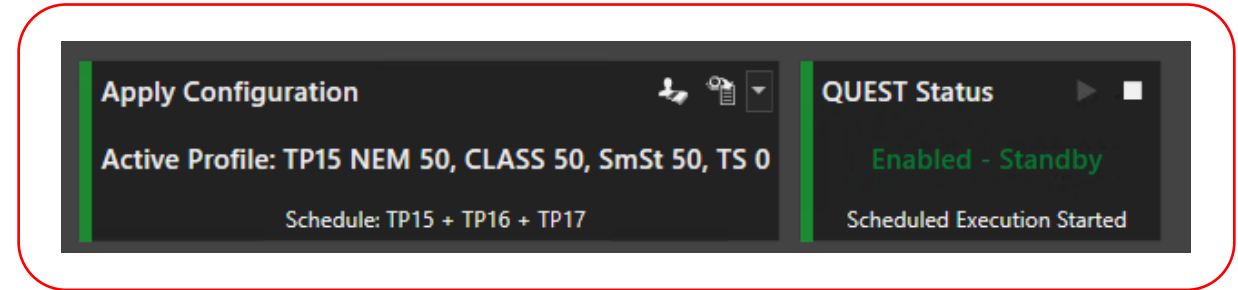 Apply Configuration
Active Profile: TP15 NEM 50, CLASS 50, SmSt 50, TS 0
Schedule: TP15 + TP16 + TP17
QUEST Status
Enabled - Standby
Scheduled Execution Started